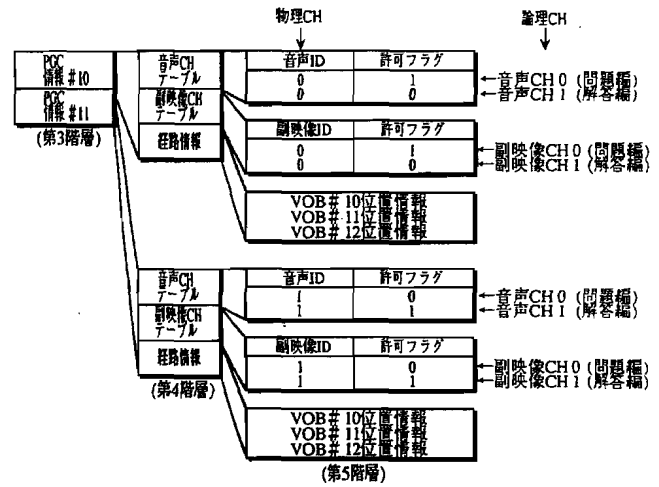 物理CH
論理CH
PGC
情報#10
PGC
情報#11
(第3階層)
音声CH
テーブル
副映像CH
テーブル
経路情報
音声ID 許可フラグ
0 1 ←音声CH 0 (問題編)
0 0 ←音声CH 1 (解答編)
副映像ID 許可フラグ
0 1 ←副映像CH 0 (問題編)
0 0 ←副映像CH 1 (解答編)
VOB# 10位置情報
VOB# 11位置情報
VOB# 12位置情報
音声CH
テーブル
副映像CH
テーブル
経路情報
(第4階層)
音声ID 許可フラグ
1 0 ←音声CH 0 (問題編)
1 1 ←音声CH 1 (解答編)
副映像ID 許可フラグ
1 0 ←副映像CH 0 (問題編)
1 1 ←副映像CH 1 (解答編)
VOB# 10位置情報
VOB# 11位置情報
VOB# 12位置情報
(第5階層)